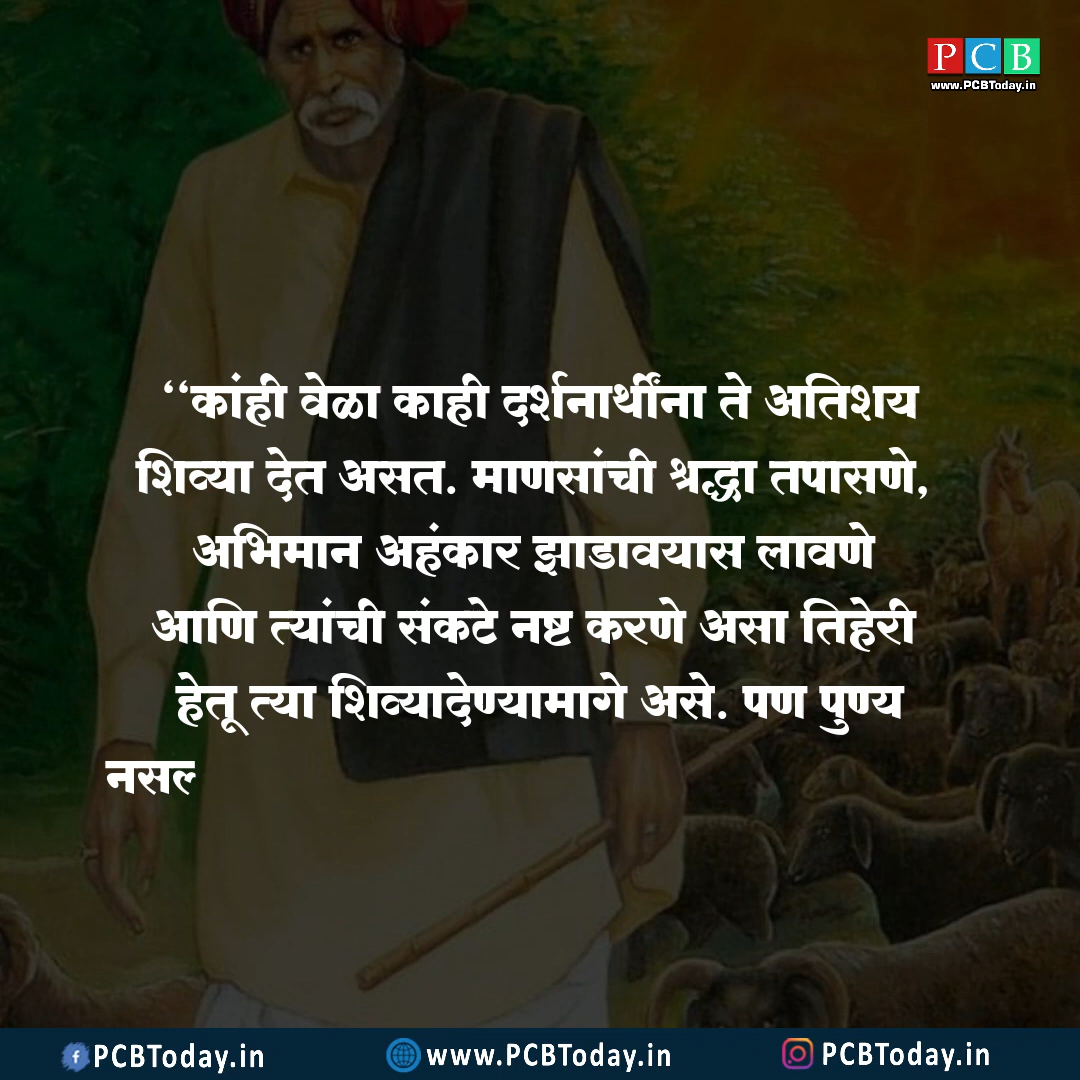 PCB
www.PCBToday.in
“कांही वेळा काही दर्शनार्थींना ते अतिशय
शिव्या देत असत. माणसांची श्रद्धा तपासणे,
अभिमान अहंकार झाडावयास लावणे
आणि त्यांची संकटे नष्ट करणे असा तिहेरी
हेतू त्या शिव्यादेण्यामागे असे. पण पुण्य
PCBToday.in www.PCBToday.in PCBToday.in